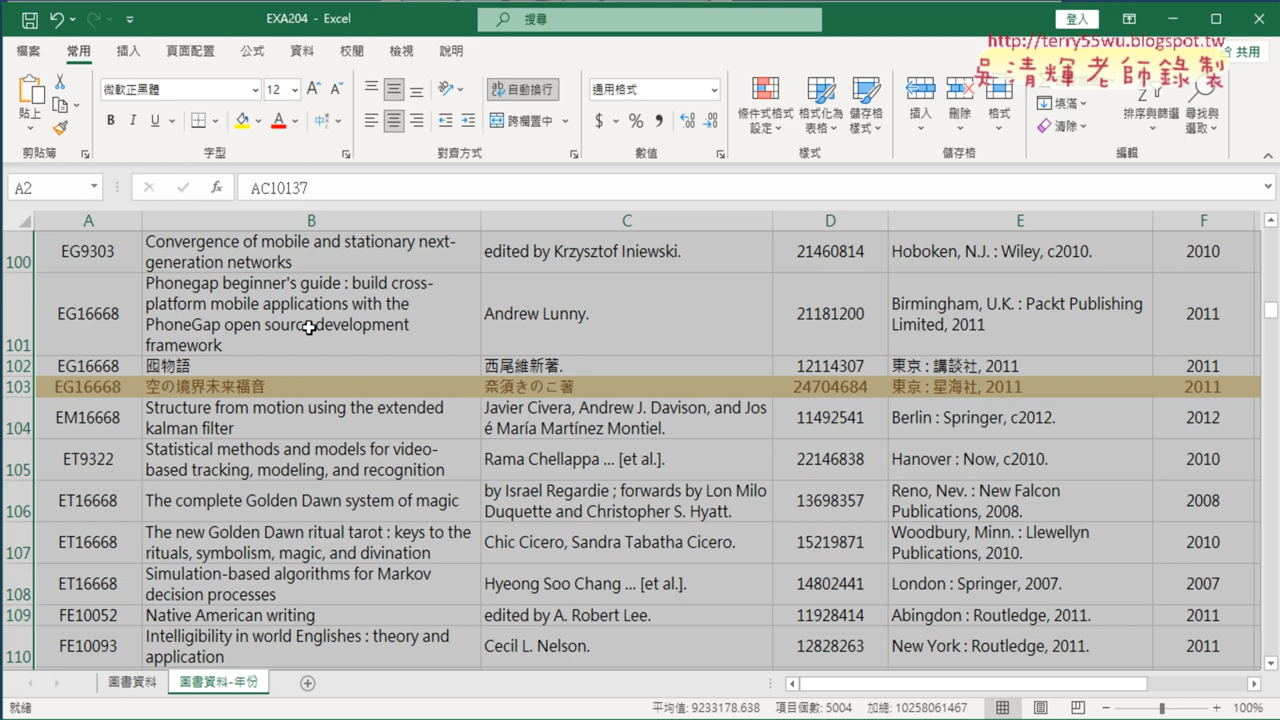 EXA204 - Excel
搜尋
登入
http://terry55wu.blogspot.tw
吳清輝老師錄製
檔案 常用 插入 頁面配置 公式 資料 校閱 檢視 說明 共用
貼上
微軟正黑體 12
自動換行
通用格式
跨欄置中
條件式格式設定 格式化為表格 儲存格樣式
插入 刪除 格式
填滿
清除
排序與篩選 尋找與選取
剪貼簿 字型 對齊方式 數值 樣式 儲存格 編輯
A2 fx AC10137
A B C D E F
100 EG9303 Convergence of mobile and stationary next-generation networks edited by Krzysztof Iniewski. 21460814 Hoboken, N.J. : Wiley, c2010. 2010
101 EG16668 Phonegap beginner's guide : build cross-platform mobile applications with the PhoneGap open source development framework Andrew Lunny. 21181200 Birmingham, U.K. : Packt Publishing Limited, 2011 2011
102 EG16668 囮物語 西尾維新著. 12114307 東京 : 講談社, 2011 2011
103 EG16668 空の境界未来福音 奈須きのこ著 24704684 東京 : 星海社, 2011 2011
104 EM16668 Structure from motion using the extended kalman filter Javier Civera, Andrew J. Davison, and José María Martínez Montiel. 11492541 Berlin : Springer, c2012. 2012
105 ET9322 Statistical methods and models for video-based tracking, modeling, and recognition Rama Chellappa ... [et al.]. 22146838 Hanover : Now, c2010. 2010
106 ET16668 The complete Golden Dawn system of magic by Israel Regardie ; forwards by Lon Milo Duquette and Christopher S. Hyatt. 13698357 Reno, Nev. : New Falcon Publications, 2008. 2008
107 ET16668 The new Golden Dawn ritual tarot : keys to the rituals, symbolism, magic, and divination Chic Cicero, Sandra Tabatha Cicero. 15219871 Woodbury, Minn. : Llewellyn Publications, 2010. 2010
108 ET16668 Simulation-based algorithms for Markov decision processes Hyeong Soo Chang ... [et al.]. 14802441 London : Springer, 2007. 2007
109 FE10052 Native American writing edited by A. Robert Lee. 11928414 Abingdon : Routledge, 2011. 2011
110 FE10093 Intelligibility in world Englishes : theory and application Cecil L. Nelson. 12828263 New York : Routledge, 2011. 2011
圖書資料 圖書資料-年份
就緒 平均值: 9233178.638 項目個數: 5004 加總: 10258061467 100%